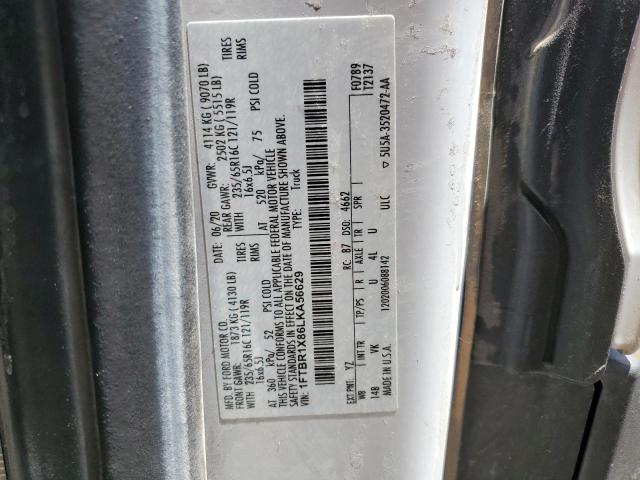 MFD. BY FORD MOTOR CO.
DATE: 06/20 GVWR: 4114 KG ( 9070 LB)
FRONT GAWR: 1873 KG ( 4130 LB) REAR GAWR: 2502 KG ( 5515 LB)
WITH 235/65R16C 121/119R TIRES WITH 235/65R16C 121/119R TIRES
16x6.5J RIMS 16x6.5J RIMS
AT 360 kPa/ 52 PSI COLD AT 520 kPa/ 75 PSI COLD
THIS VEHICLE CONFORMS TO ALL APPLICABLE FEDERAL MOTOR VEHICLE
SAFETY STANDARDS IN EFFECT ON THE DATE OF MANUFACTURE SHOWN ABOVE.
VIN: 1FTBR1X86LKA56629 TYPE: Truck
F0789
T2137
EXT PNT: YZ RC: 87 DSO: 4662
WB INTTR TP/PS R AXLE TR SPR
148 VK U 4L U ULC
MADE IN U.S.A. 1202006088142 5U5A-3520472-AA